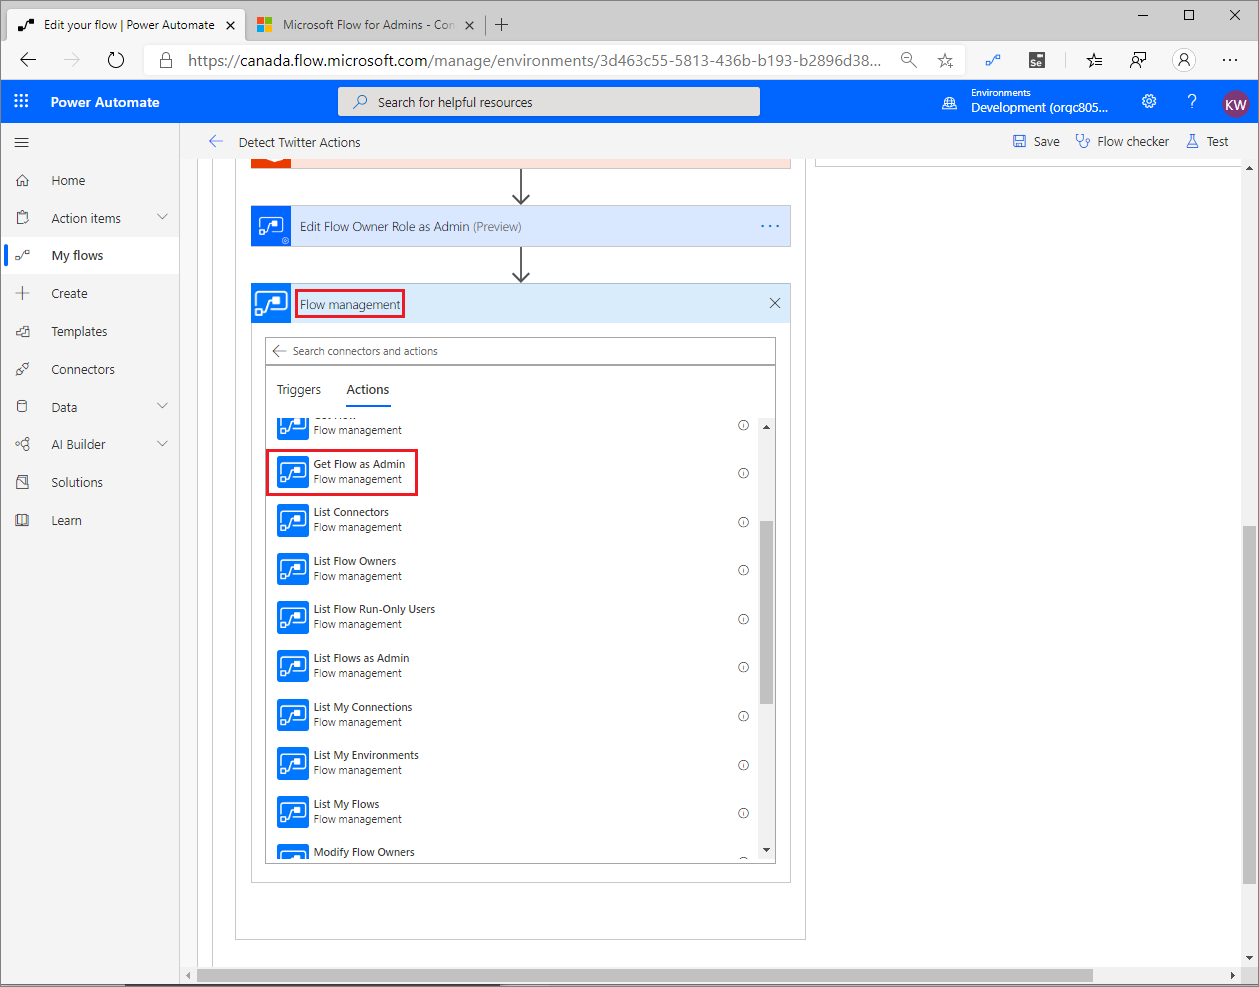 Edit your flow | Power Automate
Microsoft Flow for Admins - Con
https://canada.flow.microsoft.com/manage/environments/3d463c55-5813-436b-b193-b2896d38...
Se
Power Automate
Search for helpful resources
Environments
Development (orgc805...
?
KW
Detect Twitter Actions
Save
Flow checker
Test
Home
Action items
My flows
Create
Templates
Connectors
Data
AI Builder
Solutions
Learn
Edit Flow Owner Role as Admin (Preview)
...
Flow management
Search connectors and actions
Triggers
Actions
Flow management
Get Flow as Admin
Flow management
List Connectors
Flow management
List Flow Owners
Flow management
List Flow Run-Only Users
Flow management
List Flows as Admin
Flow management
List My Connections
Flow management
List My Environments
Flow management
List My Flows
Flow management
Modify Flow Owners